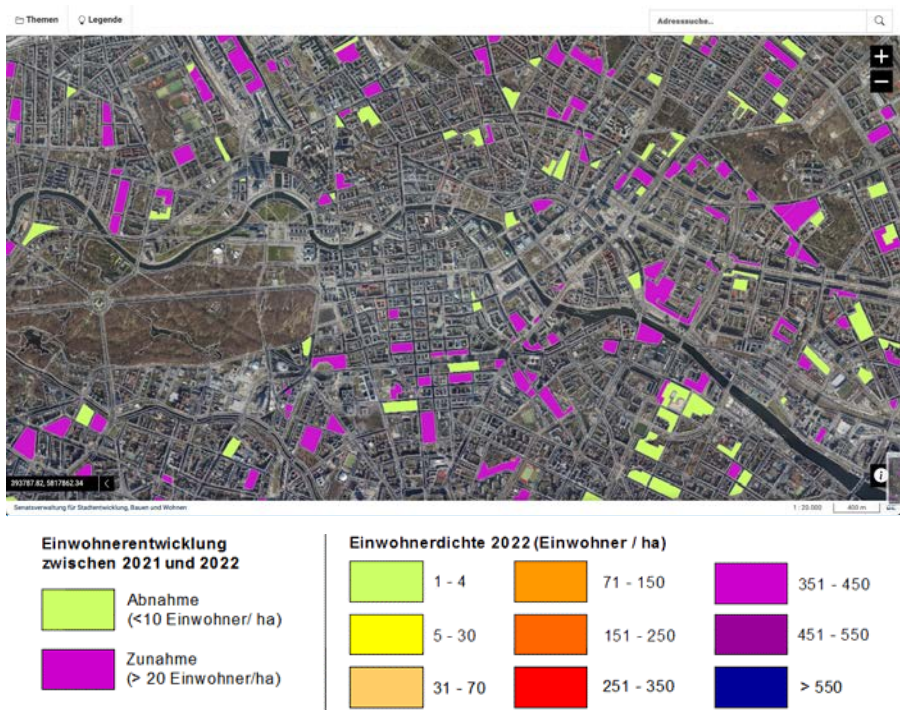 Themen
Legende
Adresssuche..
+
−
393787.82, 5817862.34
i
Senatsverwaltung für Stadtentwicklung, Bauen und Wohnen
1 : 20.000
400 m
Einwohnerentwicklung
zwischen 2021 und 2022
Abnahme
(<10 Einwohner/ ha)
Zunahme
(> 20 Einwohner/ha)
Einwohnerdichte 2022 (Einwohner / ha)
1 - 4
5 - 30
31 - 70
71 - 150
151 - 250
251 - 350
351 - 450
451 - 550
> 550